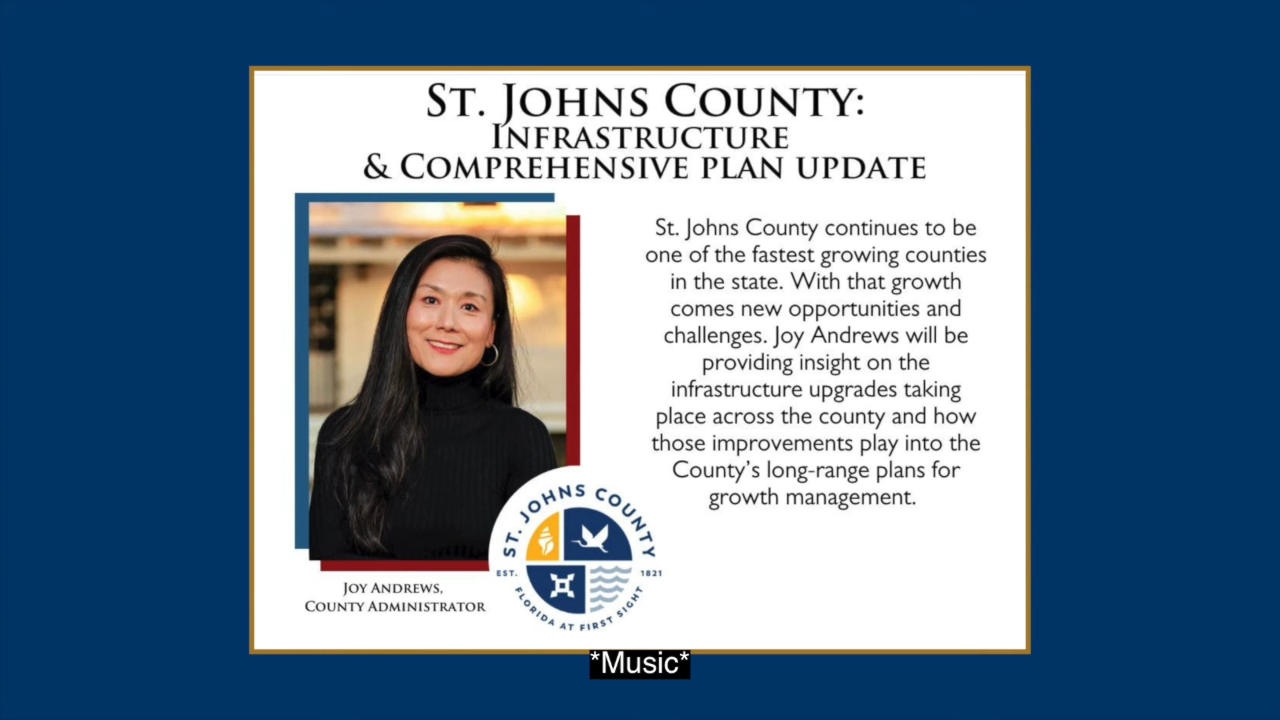 ST. JOHNS COUNTY:
INFRASTRUCTURE
& COMPREHENSIVE PLAN UPDATE
St. Johns County continues to be
one of the fastest growing counties
in the state. With that growth
comes new opportunities and
challenges. Joy Andrews will be
providing insight on the
infrastructure upgrades taking
place across the county and how
those improvements play into the
County's long-range plans for
growth management.
JOY ANDREWS,
COUNTY ADMINISTRATOR
ST. JOHNS COUNTY
EST. 1821
FLORIDA AT FIRST SIGHT
*Music*